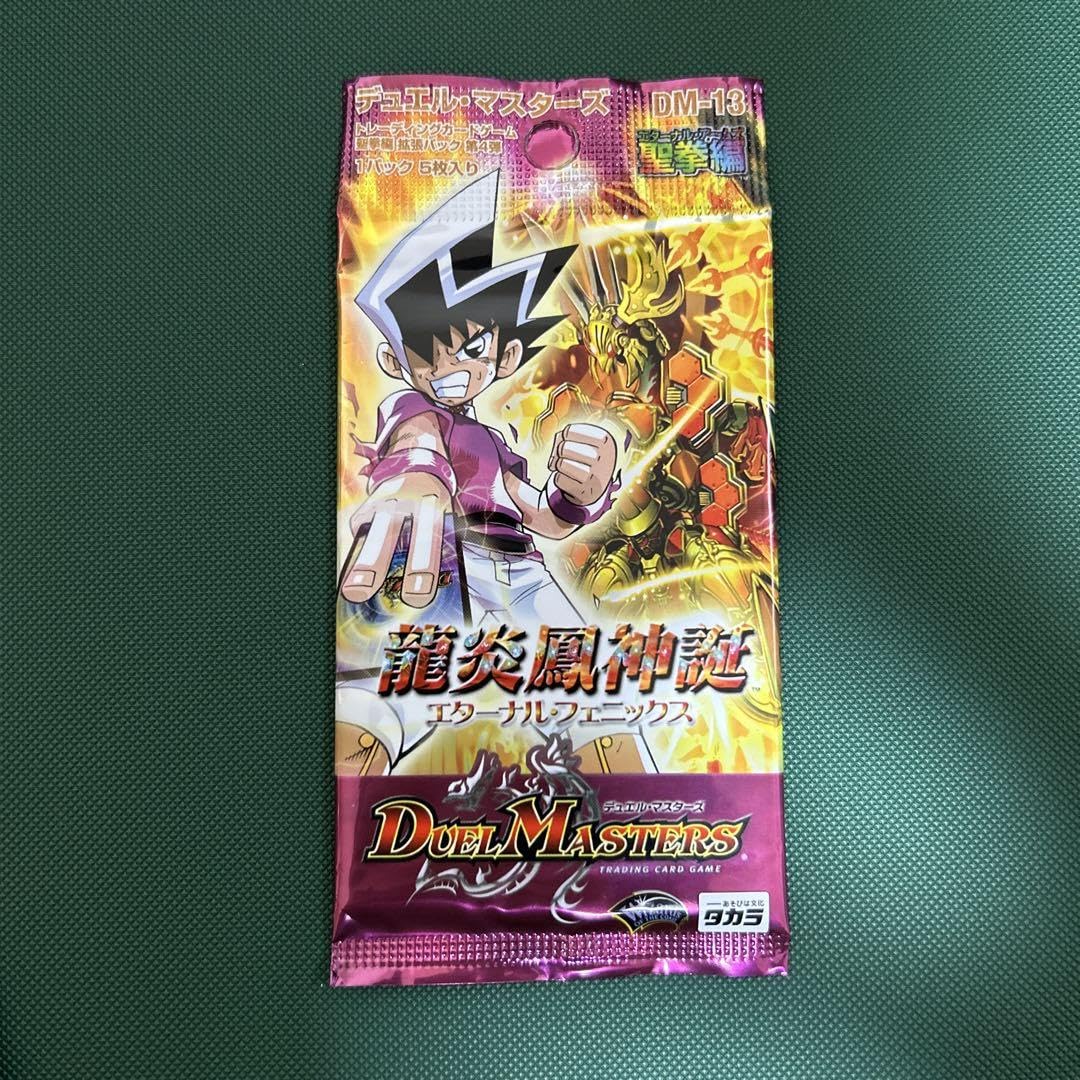 デュエル・マスターズ DM-13
トレーディングカードゲーム
聖拳編 拡張パック 第4弾
1パック 5枚入り
エターナル・アームズ
聖拳編
龍炎鳳神誕
TM
エターナル・フェニックス
デュエル・マスターズ
DUEL MASTERS
TRADING CARD GAME
あそびは文化
タカラ